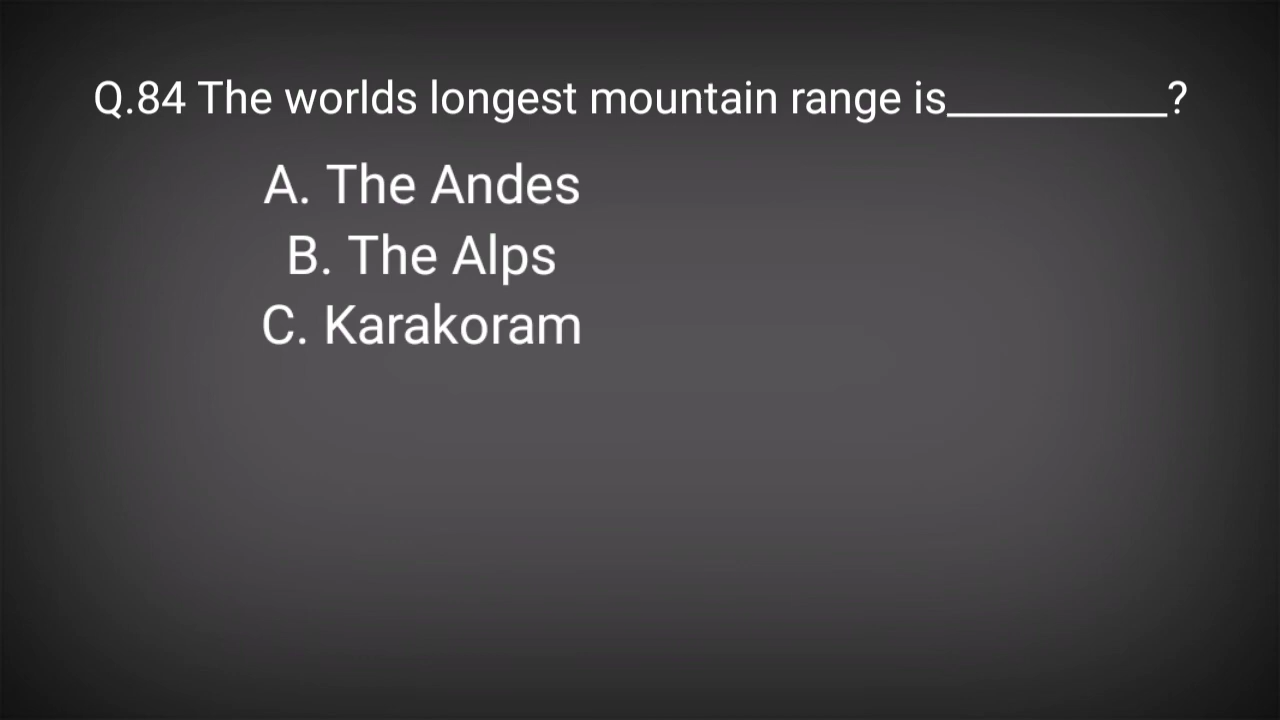 Q.84 The worlds longest mountain range is__________?
A. The Andes
B. The Alps
C. Karakoram